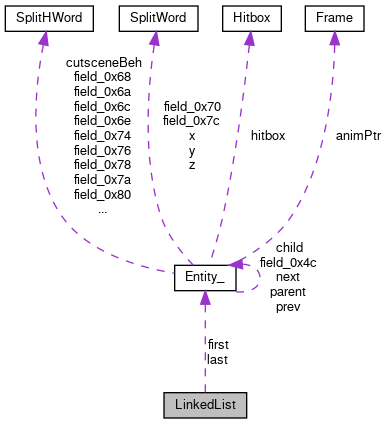 SplitHWord
SplitWord
Hitbox
Frame
cutsceneBeh
field_0x68
field_0x6a
field_0x6c
field_0x6e
field_0x74
field_0x76
field_0x78
field_0x7a
field_0x80
...
field_0x70
field_0x7c
x
y
z
hitbox
animPtr
child
field_0x4c
next
parent
prev
Entity_
first
last
LinkedList